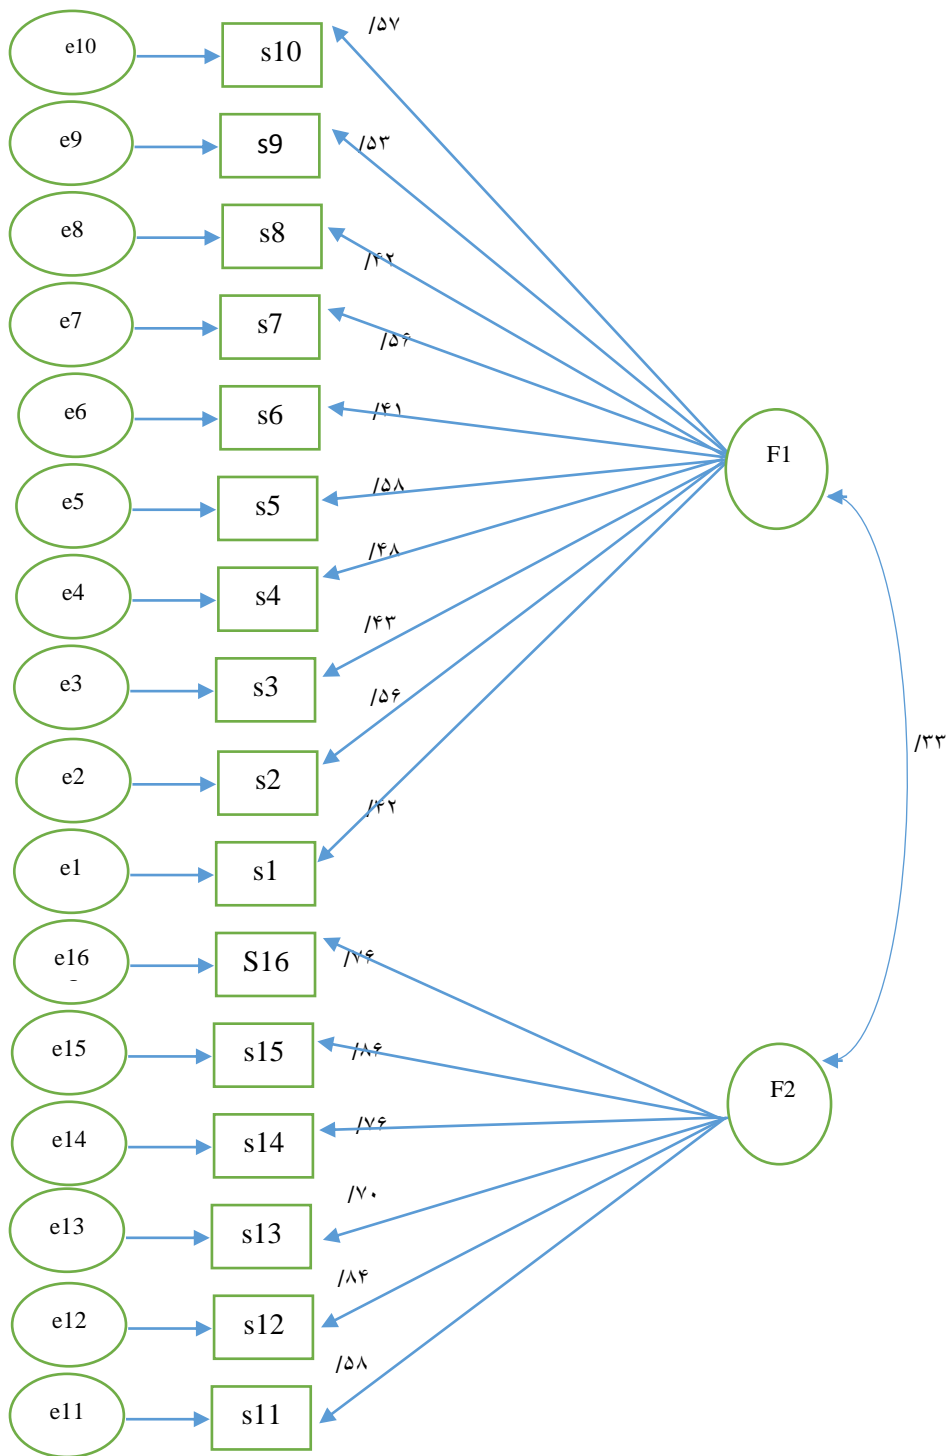 e10 s10 /۵۷
e9 s9 /۵۳
e8 s8 /۴۲
e7 s7 /۵۶
e6 s6 /۴۱
e5 s5 /۵۸
e4 s4 /۴۸
e3 s3 /۴۳
e2 s2 /۵۶
e1 s1 /۴۲
F1
/۳۳
e16 S16 /۷۶
e15 s15 /۸۶
e14 s14 /۷۶
e13 s13 /۷۰
e12 s12 /۸۴
e11 s11 /۵۸
F2